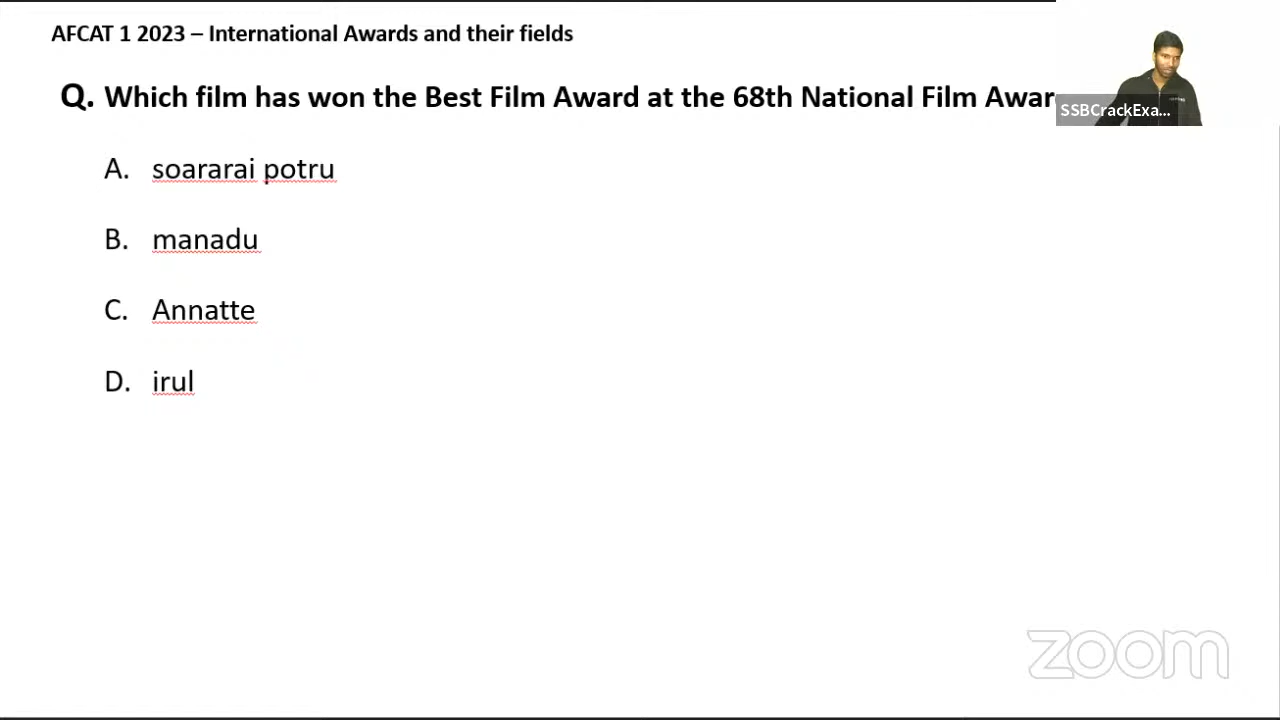 AFCAT 1 2023 – International Awards and their fields
Q. Which film has won the Best Film Award at the 68th National Film Awar
SSBCrackExa...
A. soararai potru
B. manadu
C. Annatte
D. irul
zoom